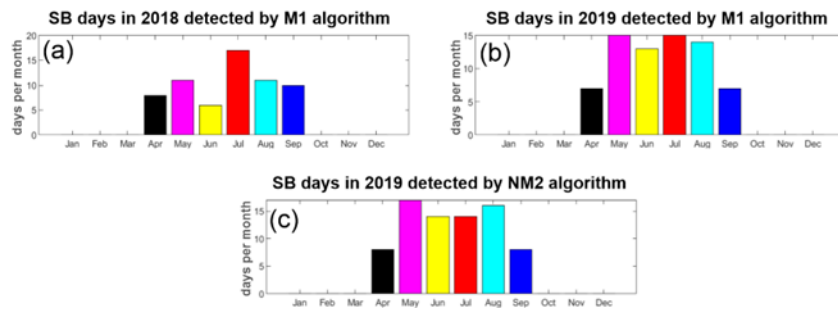 SB days in 2018 detected by M1 algorithm
(a)
days per month
20
15
10
5
0
Jan Feb Mar Apr May Jun Jul Aug Sep Oct Nov Dec
SB days in 2019 detected by M1 algorithm
(b)
days per month
15
10
5
0
Jan Feb Mar Apr May Jun Jul Aug Sep Oct Nov Dec
SB days in 2019 detected by NM2 algorithm
(c)
days per month
15
10
5
0
Jan Feb Mar Apr May Jun Jul Aug Sep Oct Nov Dec